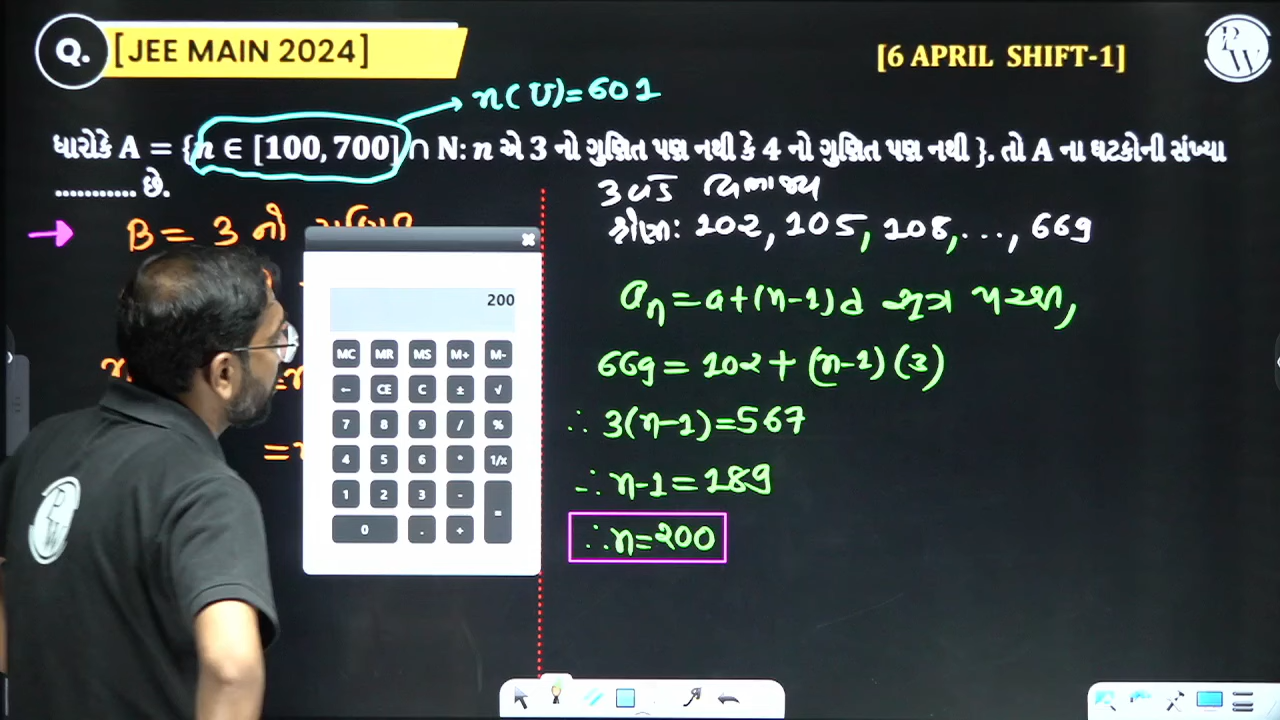 Q. [JEE MAIN 2024]
[6 APRIL SHIFT-1]
PW
n(U)=601
ધારોકે A = {n ∈ [100, 700] ∩ N: n એ 3 નો ગુણિત પણ નથી કે 4 નો ગુણિત પણ નથી }. તો A ના ઘટકોની સંખ્યા
............ છે.
3 વડે વિભાજ્ય
B = 3 નો
શ્રેણી: 102, 105, 108, ..., 669
200
MC MR MS M+ M-
← CE C ± √
7 8 9 / %
4 5 6 * 1/x
1 2 3 - =
0 . +
aₙ = a+(n-1)d સૂત્ર પરથી,
669 = 102 + (n-1) (3)
∴ 3(n-1)=567
∴ n-1 = 189
∴ n=200
=n
PW